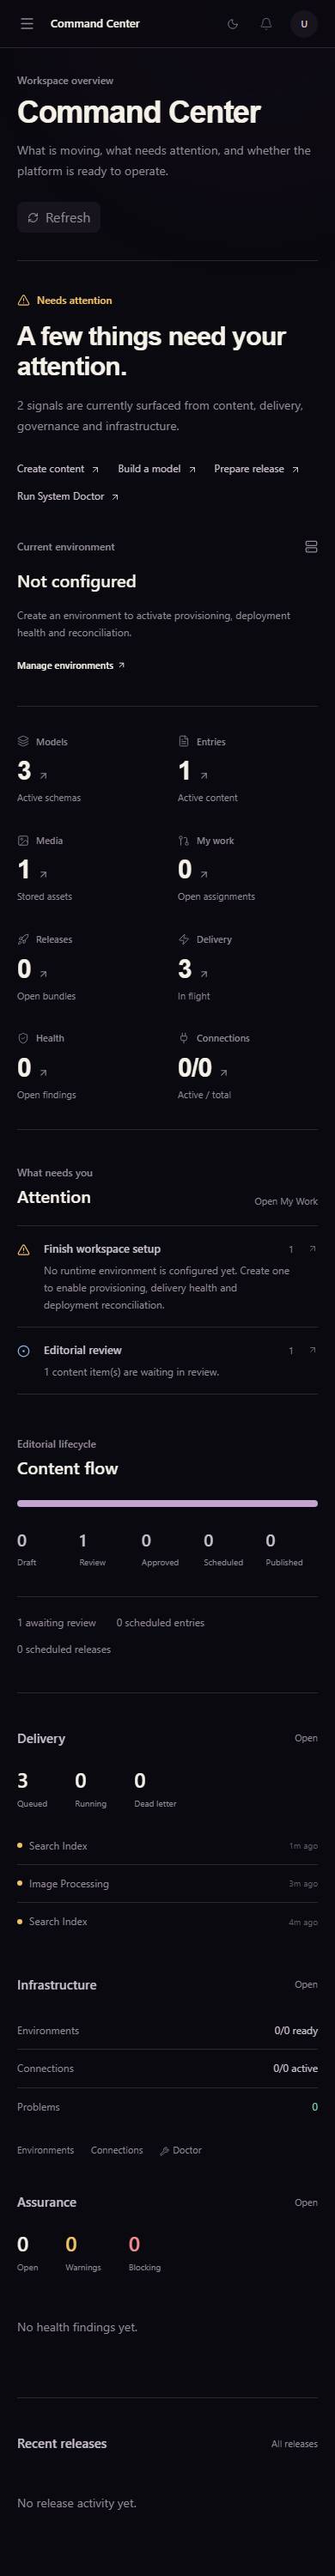 Command Center
U
Workspace overview
Command Center
What is moving, what needs attention, and whether the
platform is ready to operate.
Refresh
Needs attention
A few things need your
attention.
2 signals are currently surfaced from content, delivery,
governance and infrastructure.
Create content
Build a model
Prepare release
Run System Doctor
Current environment
Not configured
Create an environment to activate provisioning, deployment
health and reconciliation.
Manage environments
Models
Entries
3
1
Active schemas
Active content
Media
My work
1
0
Stored assets
Open assignments
Releases
Delivery
0
3
Open bundles
In flight
Health
Connections
0
0/0
Open findings
Active / total
What needs you
Attention
Open My Work
Finish workspace setup
1
No runtime environment is configured yet. Create one
to enable provisioning, delivery health and
deployment reconciliation.
Editorial review
1
1 content item(s) are waiting in review.
Editorial lifecycle
Content flow
0
1
0
0
0
Draft
Review
Approved
Scheduled
Published
1 awaiting review
0 scheduled entries
0 scheduled releases
Delivery
Open
3
0
0
Queued
Running
Dead letter
Search Index
1m ago
Image Processing
3m ago
Search Index
4m ago
Infrastructure
Open
Environments
0/0 ready
Connections
0/0 active
Problems
0
Environments
Connections
Doctor
Assurance
Open
0
0
0
Open
Warnings
Blocking
No health findings yet.
Recent releases
All releases
No release activity yet.